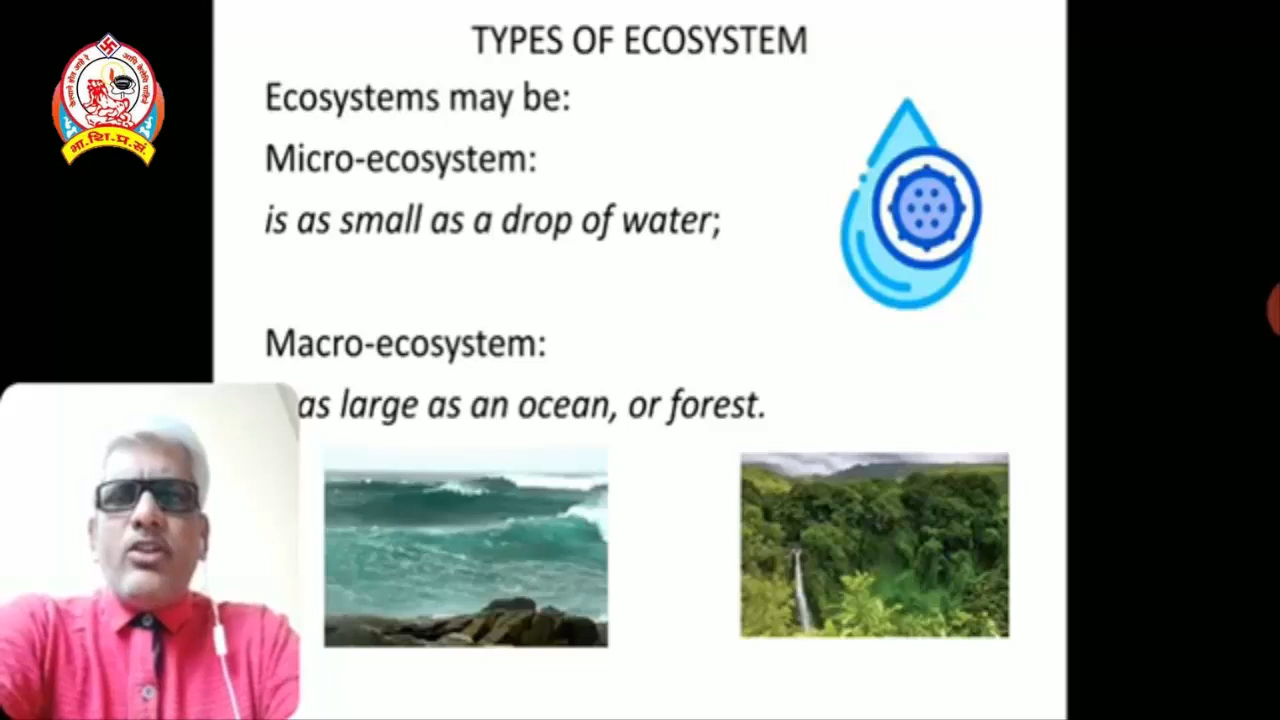 TYPES OF ECOSYSTEM
Ecosystems may be:
Micro-ecosystem:
is as small as a drop of water;
Macro-ecosystem:
as large as an ocean, or forest.
भा.शि.प्र.सं.